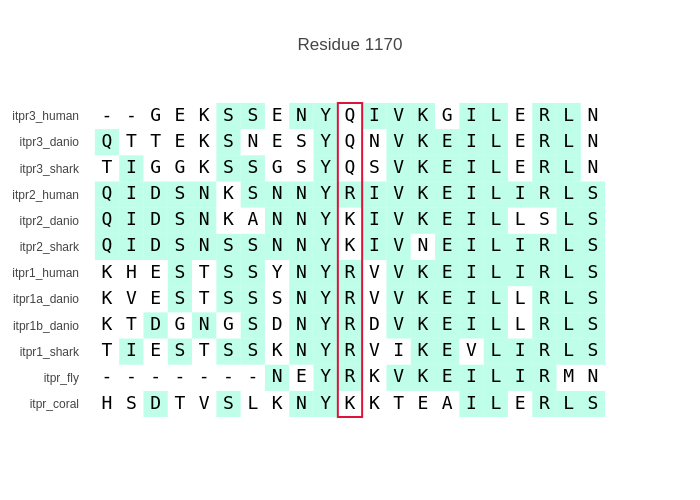 Residue 1170
itpr3_human - - G E K S S E N Y Q I V K G I L E R L N
itpr3_danio Q T T E K S N E S Y Q N V K E I L E R L N
itpr3_shark T I G G K S S G S Y Q S V K E I L E R L N
itpr2_human Q I D S N K S N N Y R I V K E I L I R L S
itpr2_danio Q I D S N K A N N Y K I V K E I L L S L S
itpr2_shark Q I D S N S S N N Y K I V N E I L I R L S
itpr1_human K H E S T S S Y N Y R V V K E I L I R L S
itpr1a_danio K V E S T S S S N Y R V V K E I L L R L S
itpr1b_danio K T D G N G S D N Y R D V K E I L L R L S
itpr1_shark T I E S T S S K N Y R V I K E V L I R L S
itpr_fly - - - - - - - N E Y R K V K E I L I R M N
itpr_coral H S D T V S L K N Y K K T E A I L E R L S